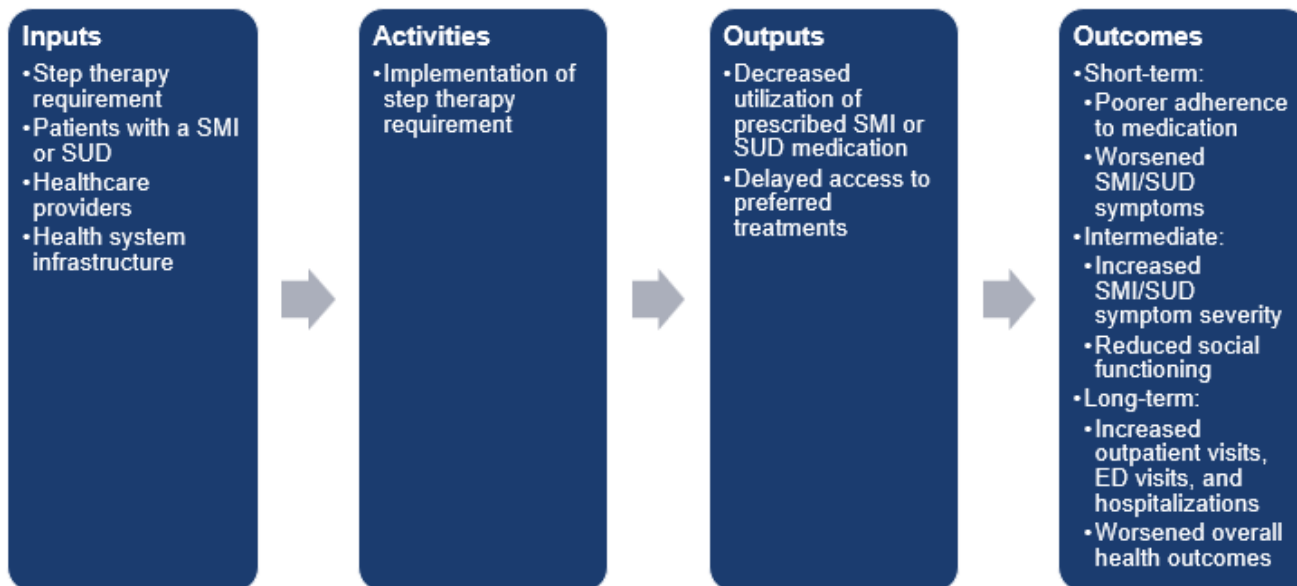 Inputs
•Step therapy
requirement
•Patients with a SMI
or SUD
•Healthcare
providers
•Health system
infrastructure
Activities
•Implementation of
step therapy
requirement
Outputs
•Decreased
utilization of
prescribed SMI or
SUD medication
•Delayed access to
preferred
treatments
Outcomes
•Short-term:
•Poorer adherence
to medication
•Worsened
SMI/SUD
symptoms
•Intermediate:
•Increased
SMI/SUD
symptom severity
•Reduced social
functioning
•Long-term:
•Increased
outpatient visits,
ED visits, and
hospitalizations
•Worsened overall
health outcomes